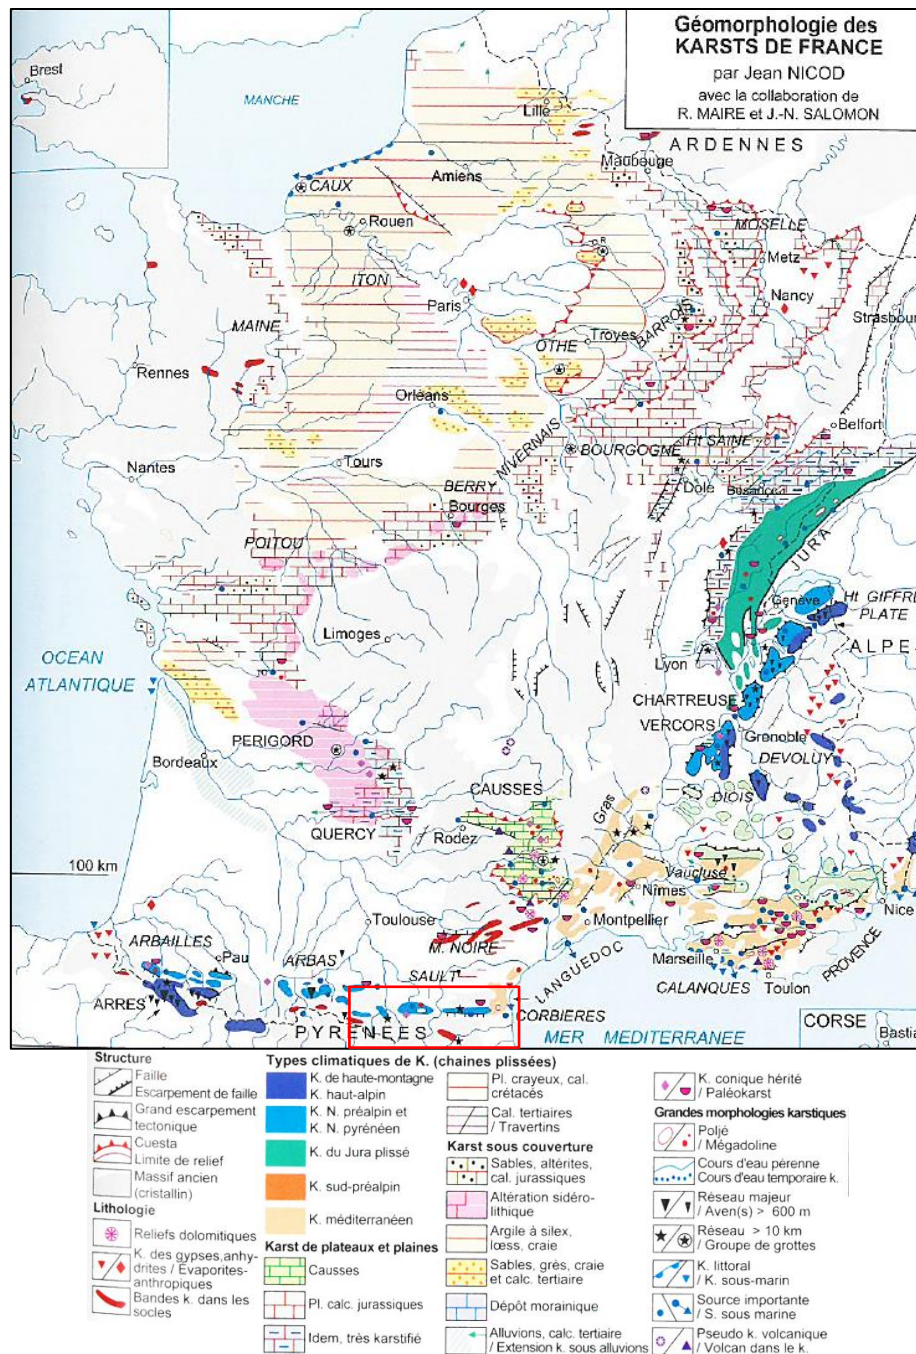 Géomorphologie des
KARSTS DE FRANCE
par Jean NICOD
avec la collaboration de
R. MAIRE et J.-N. SALOMON
Brest
MANCHE
Lille
ARDENNES
Maubeuge
Amiens
CAUX
Rouen
MOSELLE
Metz
ITON
Paris
Nancy
MAINE
BARROIS
Strasbour
Troyes
OTHE
Rennes
Orléans
Belfort
NIVERNAIS
BOURGOGNE
Ht SAINE
Nantes
Tours
BERRY
Dole
Besançon
Bourges
POITOU
JURA
Genève
Ht GIFFRE
PLATE
Limoges
OCEAN
ATLANTIQUE
Lyon
ALPE
CHARTREUSE
VERCORS
PERIGORD
Grenoble
Bordeaux
DEVOLUY
CAUSSES
DIOIS
Gras
QUERCY
Rodez
100 km
Vaucluse
Nîmes
Nice
Toulouse
Montpellier
ARBAILLES
M. NOIRE
Marseille
PROVENCE
Pau
ARBAS
SAULT
LANGUEDOC
Toulon
CALANQUES
ARRES
CORBIERES
CORSE
PYRENEES
MER MEDITERRANEE
Bastia
Structure
Faille
Escarpement de faille
Grand escarpement
tectonique
Cuesta
Limite de relief
Massif ancien
(cristallin)
Lithologie
Reliefs dolomitiques
K. des gypses,anhy-
drites / Evaporites-
anthropiques
Bandes k. dans les
socles
Types climatiques de K. (chaines plissées)
K. de haute-montagne
K. haut-alpin
K. N. préalpin et
K. N. pyrénéen
K. du Jura plissé
K. sud-préalpin
K. méditerranéen
Karst de plateaux et plaines
Causses
Pl. calc. jurassiques
Idem, très karstifié
Pl. crayeux, cal.
crétacés
Cal. tertiaires
/ Travertins
Karst sous couverture
Sables, altérites,
cal. jurassiques
Altération sidéro-
lithique
Argile à silex,
lœss, craie
Sables, grès, craie
et calc. tertiaire
Dépôt morainique
Alluvions, calc. tertiaire
/ Extension k. sous alluvions
K. conique hérité
/ Paléokarst
Grandes morphologies karstiques
Poljé
/ Mégadoline
Cours d'eau pérenne
Cours d'eau temporaire k.
Réseau majeur
/ Aven(s) > 600 m
Réseau > 10 km
/ Groupe de grottes
K. littoral
/ K. sous-marin
Source importante
/ S. sous marine
Pseudo k. volcanique
/ Volcan dans le k.